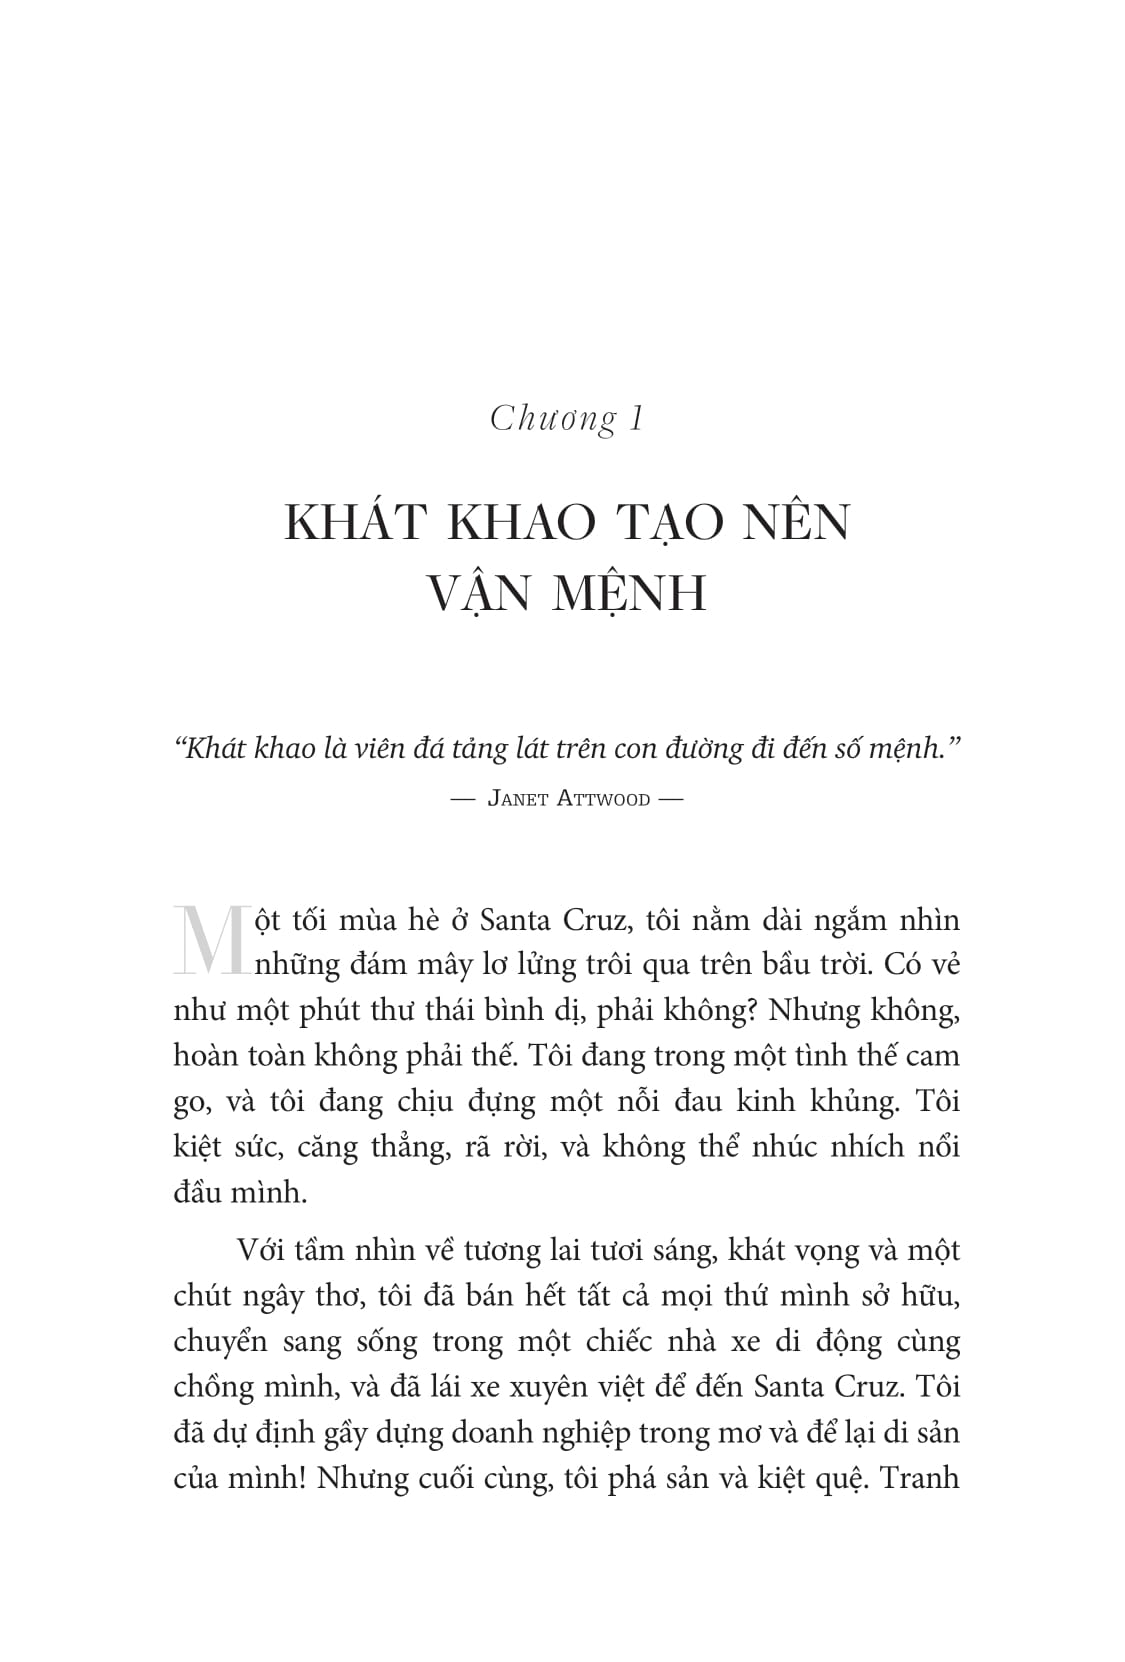 Chương 1
KHÁT KHAO TẠO NÊN
VẬN MỆNH
“Khát khao là viên đá tảng lát trên con đường đi đến số mệnh.”
— JANET ATTWOOD —
Một tối mùa hè ở Santa Cruz, tôi nằm dài ngắm nhìn
những đám mây lơ lửng trôi qua trên bầu trời. Có vẻ
như một phút thư thái bình dị, phải không? Nhưng không,
hoàn toàn không phải thế. Tôi đang trong một tình thế cam
go, và tôi đang chịu đựng một nỗi đau kinh khủng. Tôi
kiệt sức, căng thẳng, rã rời, và không thể nhúc nhích nổi
đầu mình.
Với tầm nhìn về tương lai tươi sáng, khát vọng và một
chút ngây thơ, tôi đã bán hết tất cả mọi thứ mình sở hữu,
chuyển sang sống trong một chiếc nhà xe di động cùng
chồng mình, và đã lái xe xuyên việt để đến Santa Cruz. Tôi
đã dự định gầy dựng doanh nghiệp trong mơ và để lại di sản
của mình! Nhưng cuối cùng, tôi phá sản và kiệt quệ. Tranh